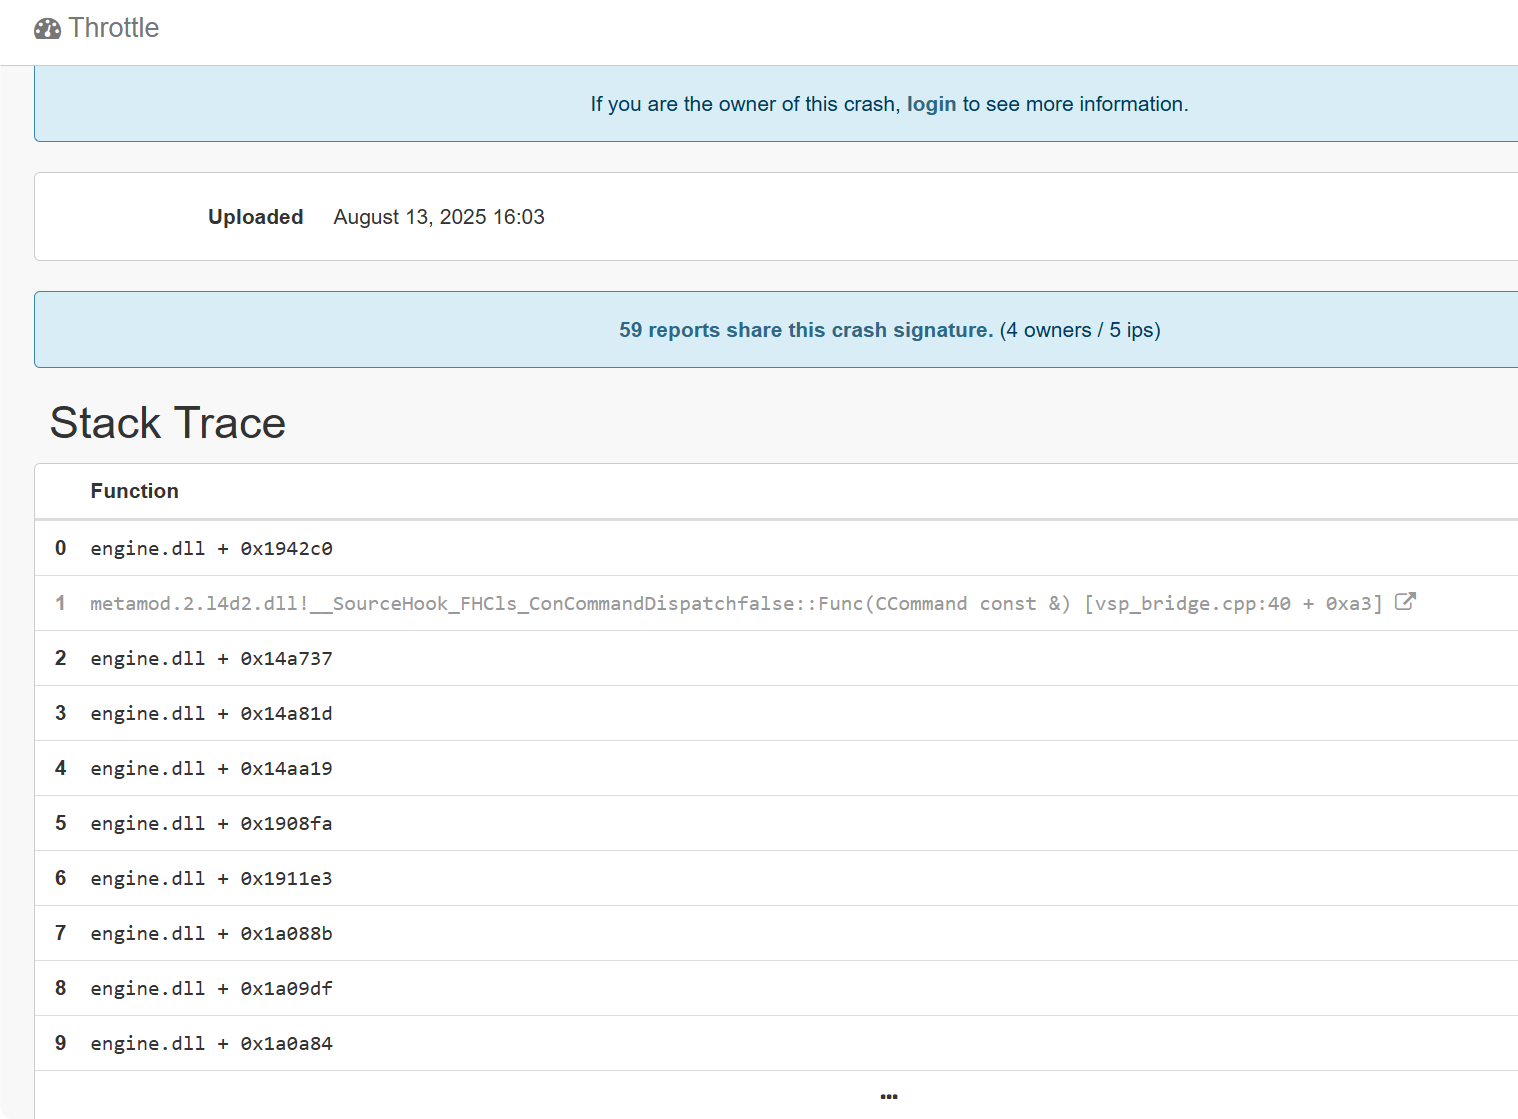 Throttle
If you are the owner of this crash, login to see more information.
Uploaded August 13, 2025 16:03
59 reports share this crash signature. (4 owners / 5 ips)
Stack Trace
Function
0 engine.dll + 0x1942c0
1 metamod.2.l4d2.dll!__SourceHook_FHCls_ConCommandDispatchfalse::Func(CCommand const &) [vsp_bridge.cpp:40 + 0xa3]
2 engine.dll + 0x14a737
3 engine.dll + 0x14a81d
4 engine.dll + 0x14aa19
5 engine.dll + 0x1908fa
6 engine.dll + 0x1911e3
7 engine.dll + 0x1a088b
8 engine.dll + 0x1a09df
9 engine.dll + 0x1a0a84
...